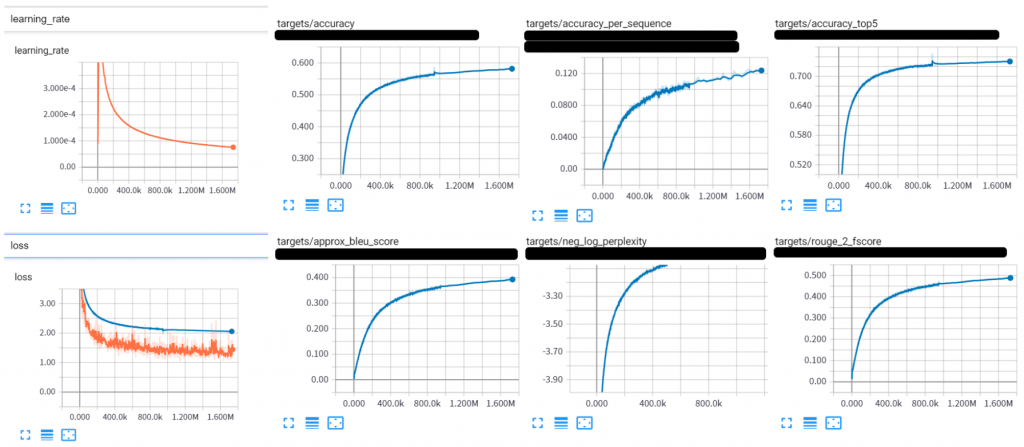 learning_rate
learning_rate
3.000e-4
2.000e-4
1.000e-4
0.00
0.000 400.0k 800.0k 1.200M 1.600M
targets/accuracy
0.600
0.500
0.400
0.300
0.000 400.0k 800.0k 1.200M 1.600M
targets/accuracy_per_sequence
0.120
0.0800
0.0400
0.00
0.000 400.0k 800.0k 1.200M 1.600M
targets/accuracy_top5
0.700
0.640
0.580
0.520
0.000 400.0k 800.0k 1.200M 1.600M
loss
loss
3.00
2.00
1.00
0.00
0.000 400.0k 800.0k 1.200M 1.600M
targets/approx_bleu_score
0.400
0.300
0.200
0.100
0.00
0.000 400.0k 800.0k 1.200M 1.600M
targets/neg_log_perplexity
-3.30
-3.50
-3.70
-3.90
0.000 400.0k 800.0k
targets/rouge_2_fscore
0.500
0.400
0.300
0.200
0.100
0.00
0.000 400.0k 800.0k 1.200M 1.600M